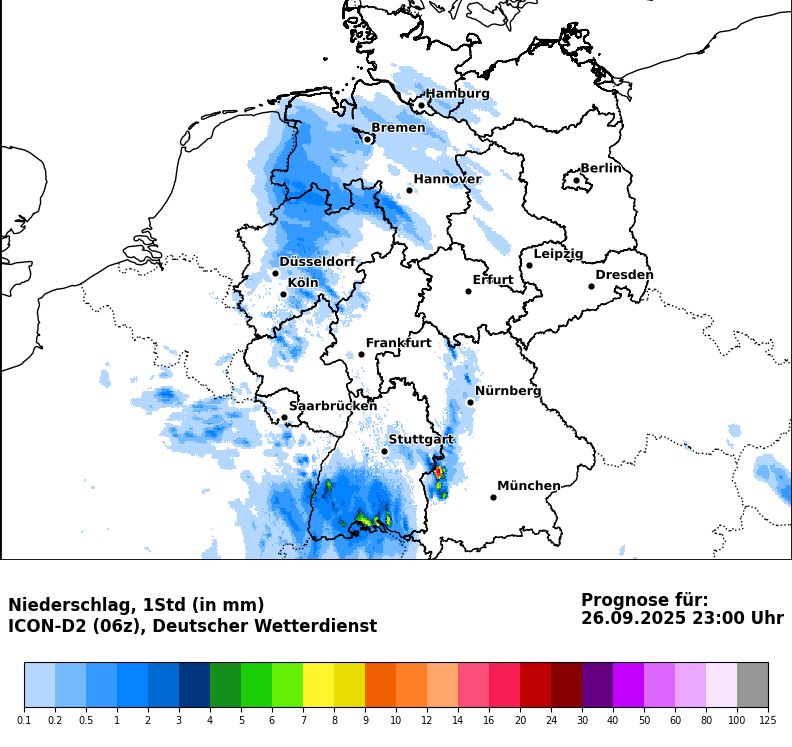 Hamburg
Bremen
Berlin
Hannover
Leipzig
Düsseldorf
Dresden
Köln
Erfurt
Frankfurt
Nürnberg
Saarbrücken
Stuttgart
München
Niederschlag, 1Std (in mm)
ICON-D2 (06z), Deutscher Wetterdienst
Prognose für:
26.09.2025 23:00 Uhr
0.1 0.2 0.5 1 2 3 4 5 6 7 8 9 10 12 14 16 20 24 30 40 50 60 80 100 125